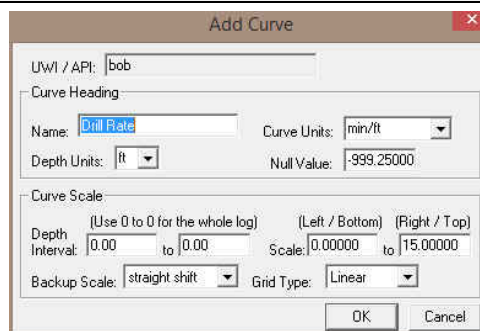 Add Curve
UWI / API: bob
Curve Heading
Name: Drill Rate Curve Units: min/ft
Depth Units: ft Null Value: -999.25000
Curve Scale
(Use 0 to 0 for the whole log) (Left / Bottom) (Right / Top)
Depth Interval: 0.00 to 0.00 Scale: 0.00000 to 15.00000
Backup Scale: straight shift Grid Type: Linear
OK Cancel